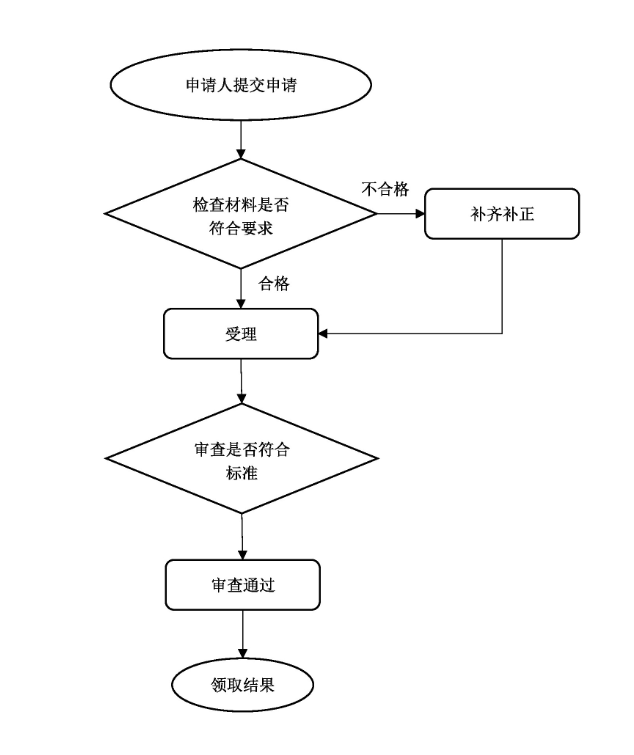 申请人提交申请
检查材料是否
符合要求
不合格
补齐补正
合格
受理
审查是否符合
标准
审查通过
领取结果